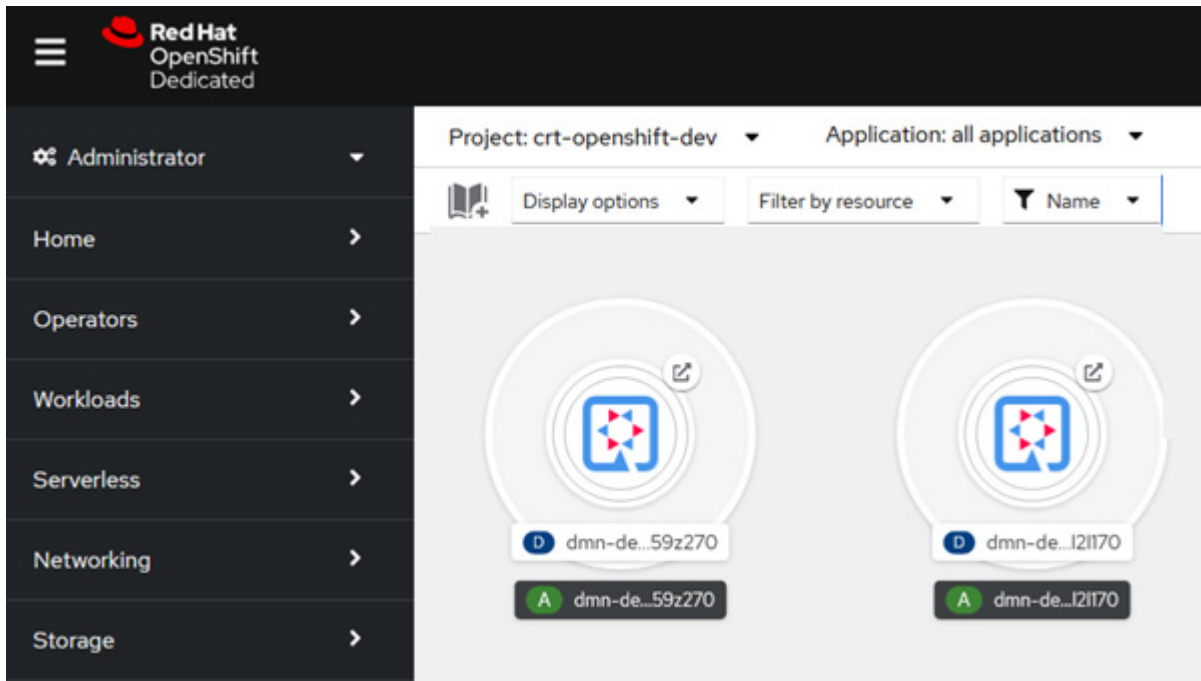 Red Hat
OpenShift
Dedicated
Administrator
Home
Operators
Workloads
Serverless
Networking
Storage
Project: crt-openshift-dev
Application: all applications
Display options
Filter by resource
Name
D dmn-de...59z270
A dmn-de...59z270
D dmn-de...l2l170
A dmn-de...l2l170